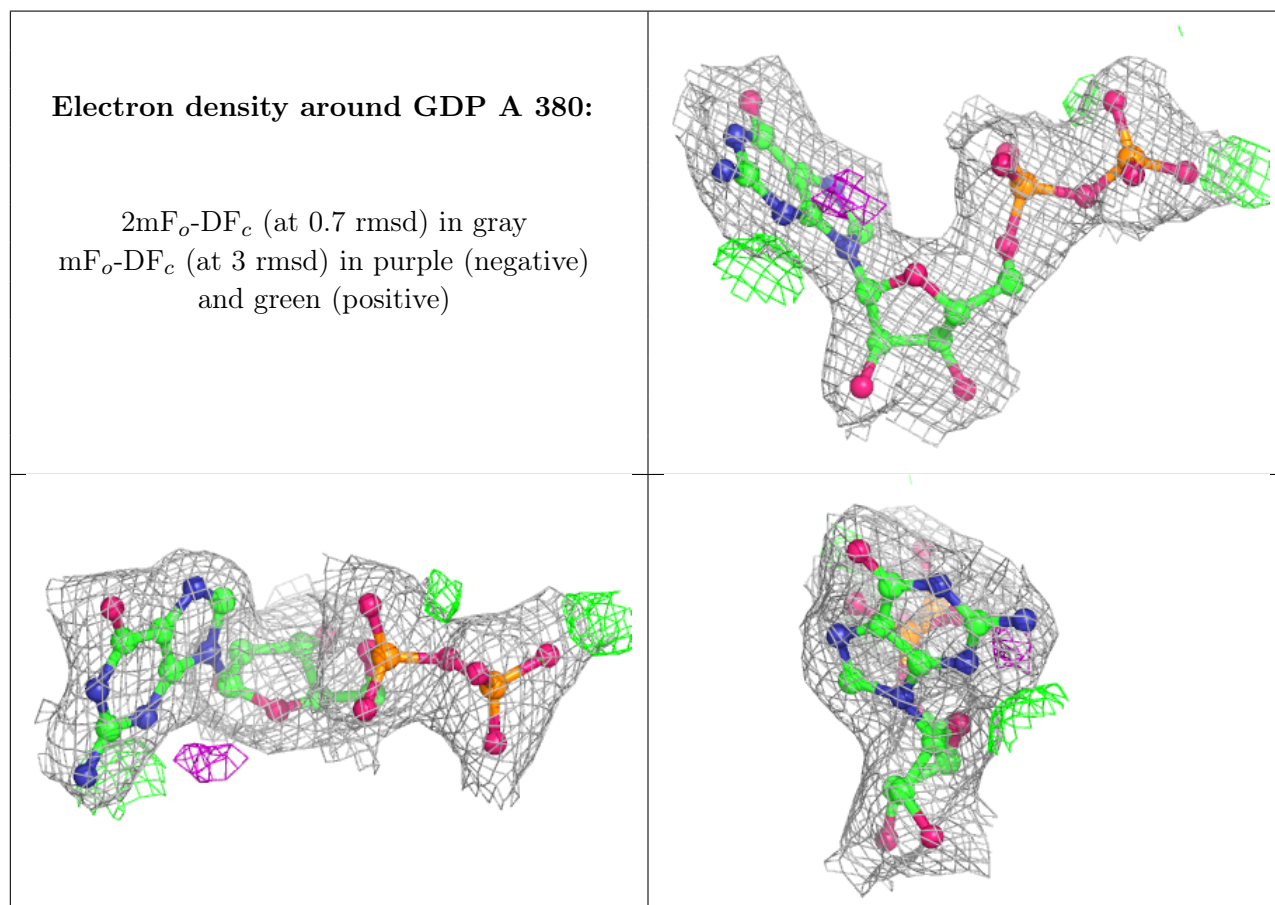 Electron density around GDP A 380:
2mFo-DFc (at 0.7 rmsd) in gray
mFo-DFc (at 3 rmsd) in purple (negative)
and green (positive)